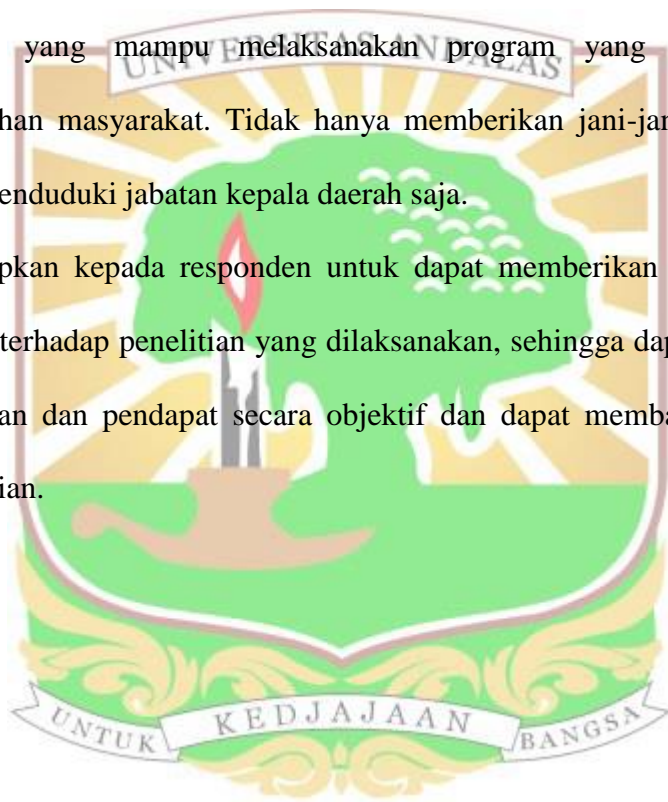 UNIVERSITAS ANDALAS
yang mampu melaksanakan program yang
han masyarakat. Tidak hanya memberikan jani-jan
enduduki jabatan kepala daerah saja.
pkan kepada responden untuk dapat memberikan
terhadap penelitian yang dilaksanakan, sehingga dap
an dan pendapat secara objektif dan dapat memba
ian.
UNTUK KEDJAJAAN BANGSA